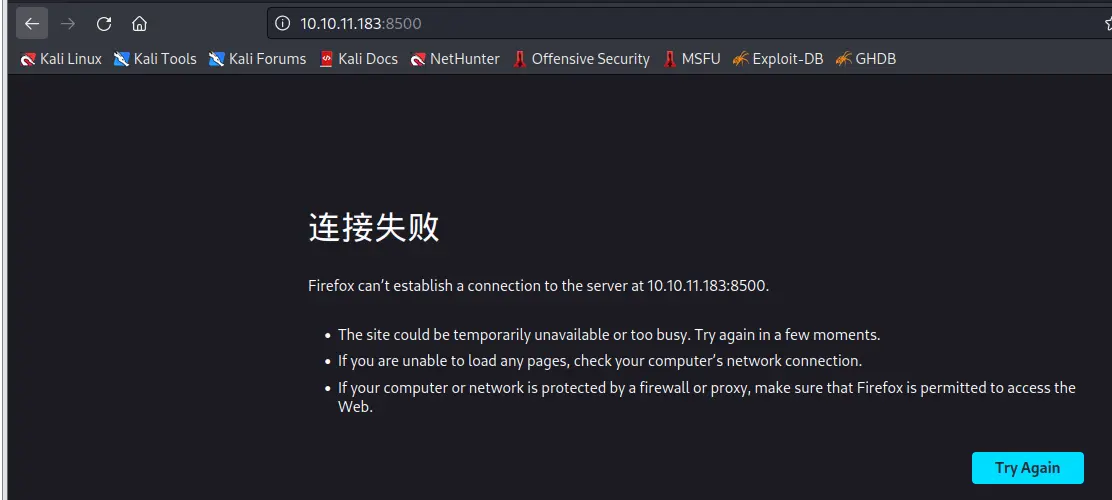 10.10.11.183:8500
Kali Linux Kali Tools Kali Forums Kali Docs NetHunter Offensive Security MSFU Exploit-DB GHDB
连接失败
Firefox can’t establish a connection to the server at 10.10.11.183:8500.
• The site could be temporarily unavailable or too busy. Try again in a few moments.
• If you are unable to load any pages, check your computer’s network connection.
• If your computer or network is protected by a firewall or proxy, make sure that Firefox is permitted to access the
Web.
Try Again